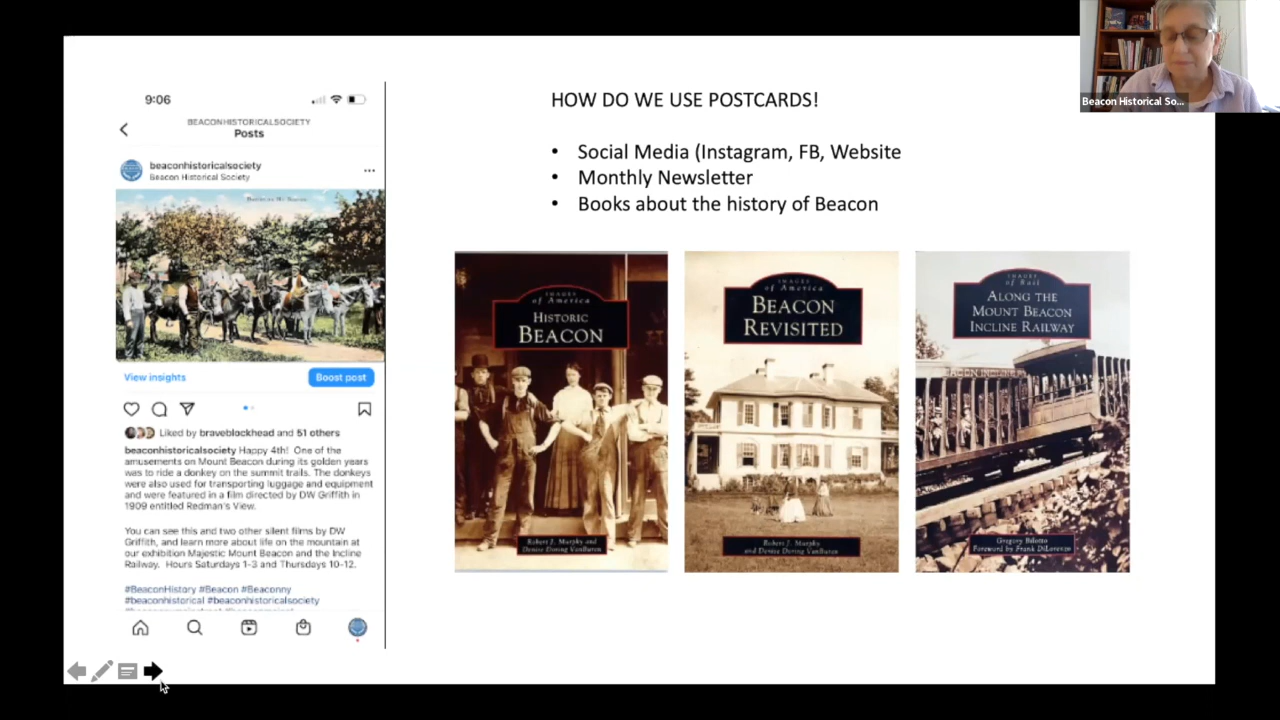 9:06
BEACONHISTORICALSOCIETY
Posts
beaconhistoricalsociety
Beacon Historical Society
View insights
Boost post
Liked by braveblockhead and 51 others
beaconhistoricalsociety Happy 4th! One of the
amusements on Mount Beacon during its golden years
was to ride a donkey on the summit trails. The donkeys
were also used for transporting luggage and equipment
and were featured in a film directed by DW Griffith in
1909 entitled Redman's View.
You can see this and two other silent films by DW
Griffith, and learn more about life on the mountain at
our exhibition Majestic Mount Beacon and the Incline
Railway. Hours Saturdays 1-3 and Thursdays 10-12.
#BeaconHistory #Beacon #Beaconny
#beaconhistorical #beaconhistoricalsociety
HOW DO WE USE POSTCARDS!
• Social Media (Instagram, FB, Website
• Monthly Newsletter
• Books about the history of Beacon
IMAGES
of America
HISTORIC
BEACON
Robert J. Murphy and
Denise Doring VanBuren
IMAGES
of America
BEACON
REVISITED
Robert J. Murphy
and Denise Doring VanBuren
IMAGES
of Rail
ALONG THE
MOUNT BEACON
INCLINE RAILWAY
BEACON INCLINE
Gregory Bilotto
Foreword by Frank DiLorenzo
Beacon Historical So...